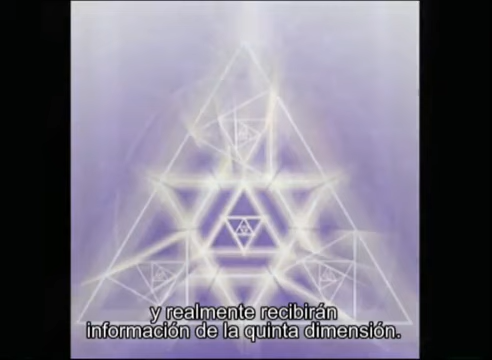 y realmente recibirán
información de la quinta dimensión.